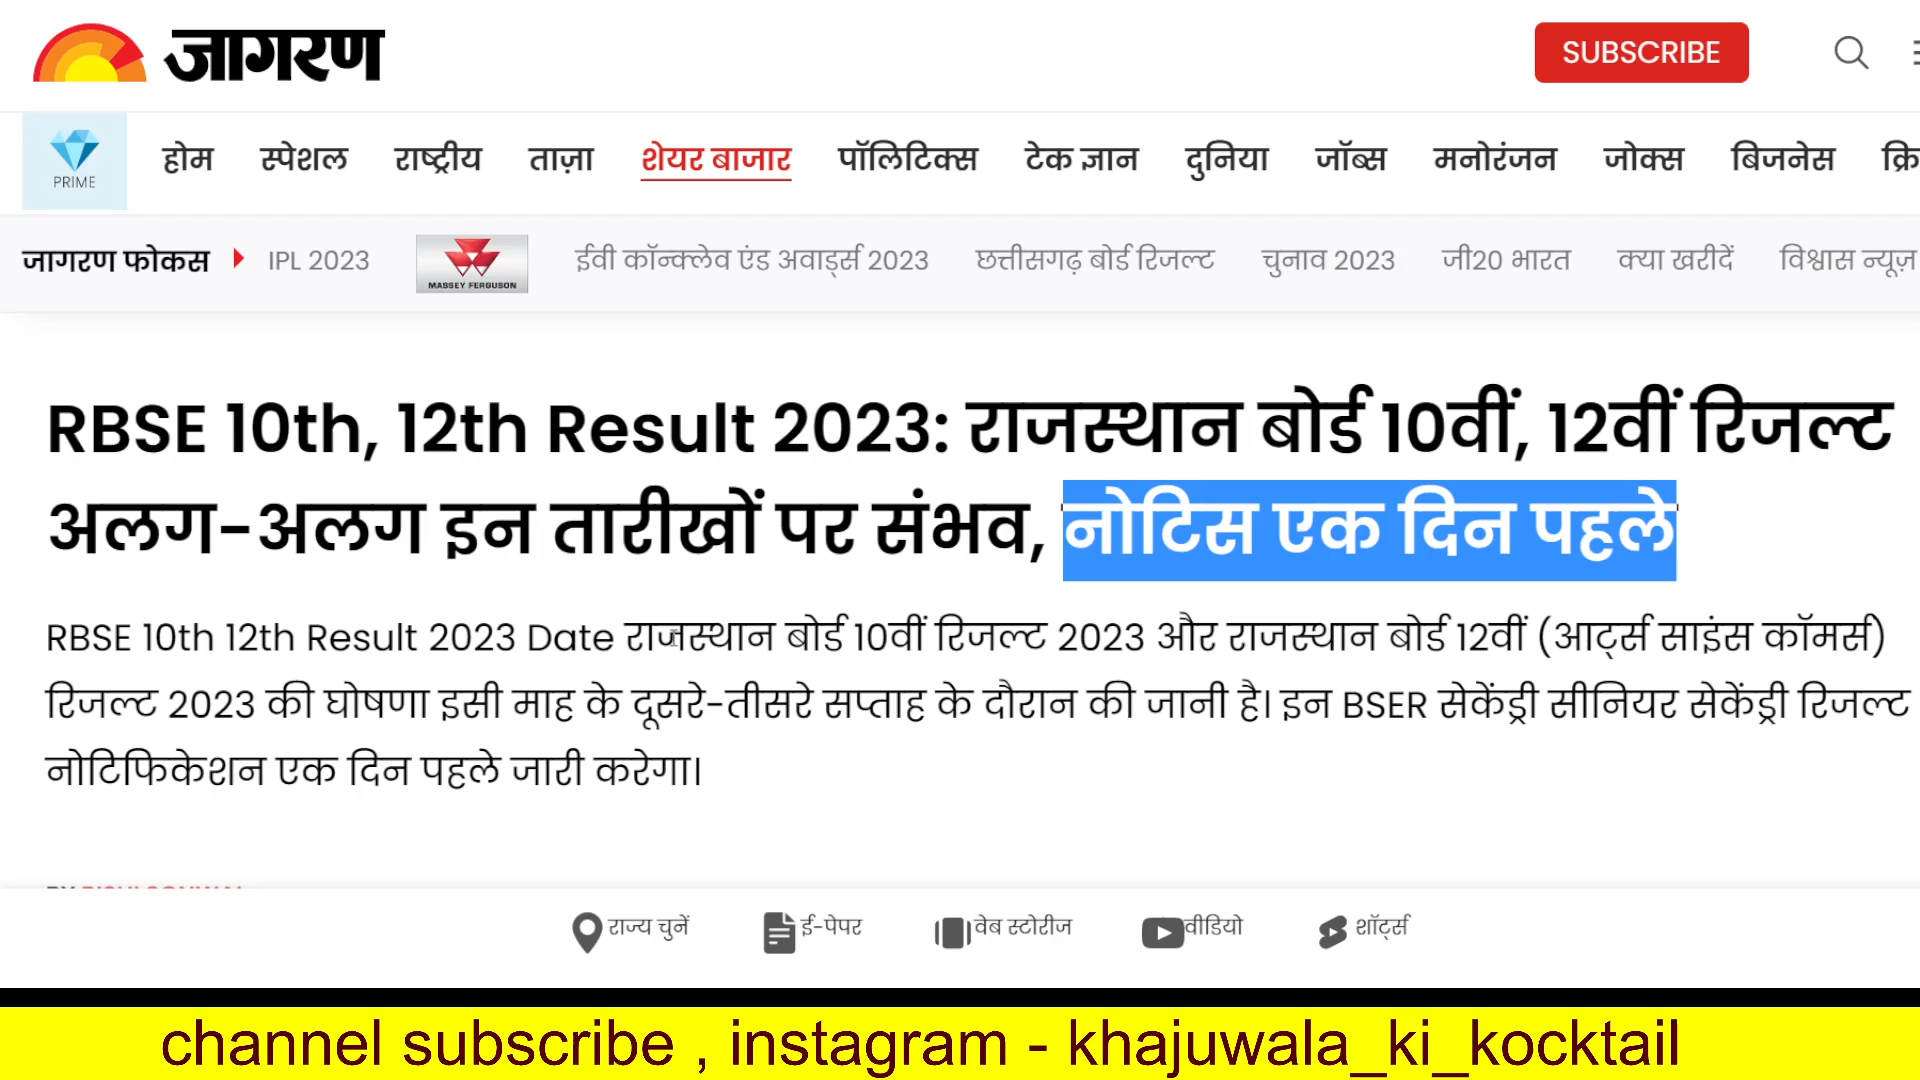 जागरण
SUBSCRIBE
PRIME
होम स्पेशल राष्ट्रीय ताज़ा शेयर बाजार पॉलिटिक्स टेक ज्ञान दुनिया जॉब्स मनोरंजन जोक्स बिजनेस क्रि
जागरण फोकस IPL 2023 MASSEY FERGUSON ईवी कॉन्क्लेव एंड अवार्ड्स 2023 छत्तीसगढ़ बोर्ड रिजल्ट चुनाव 2023 जी20 भारत क्या खरीदें विश्वास न्यूज़
RBSE 10th, 12th Result 2023: राजस्थान बोर्ड 10वीं, 12वीं रिजल्ट
अलग-अलग इन तारीखों पर संभव, नोटिस एक दिन पहले
RBSE 10th 12th Result 2023 Date राजस्थान बोर्ड 10वीं रिजल्ट 2023 और राजस्थान बोर्ड 12वीं (आर्ट्स साइंस कॉमर्स)
रिजल्ट 2023 की घोषणा इसी माह के दूसरे-तीसरे सप्ताह के दौरान की जानी है। इन BSER सेकेंड्री सीनियर सेकेंड्री रिजल्ट
नोटिफिकेशन एक दिन पहले जारी करेगा।
राज्य चुनें ई-पेपर वेब स्टोरीज वीडियो शॉर्ट्स
channel subscribe , instagram - khajuwala_ki_kocktail